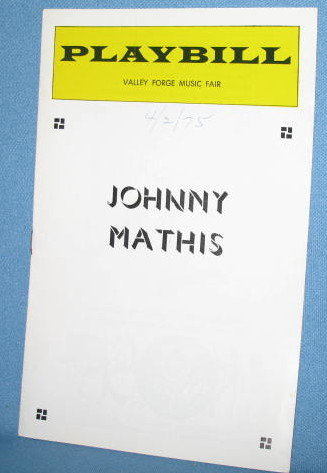 PLAYBILL
VALLEY FORGE MUSIC FAIR
4/2/75
JOHNNY
MATHIS